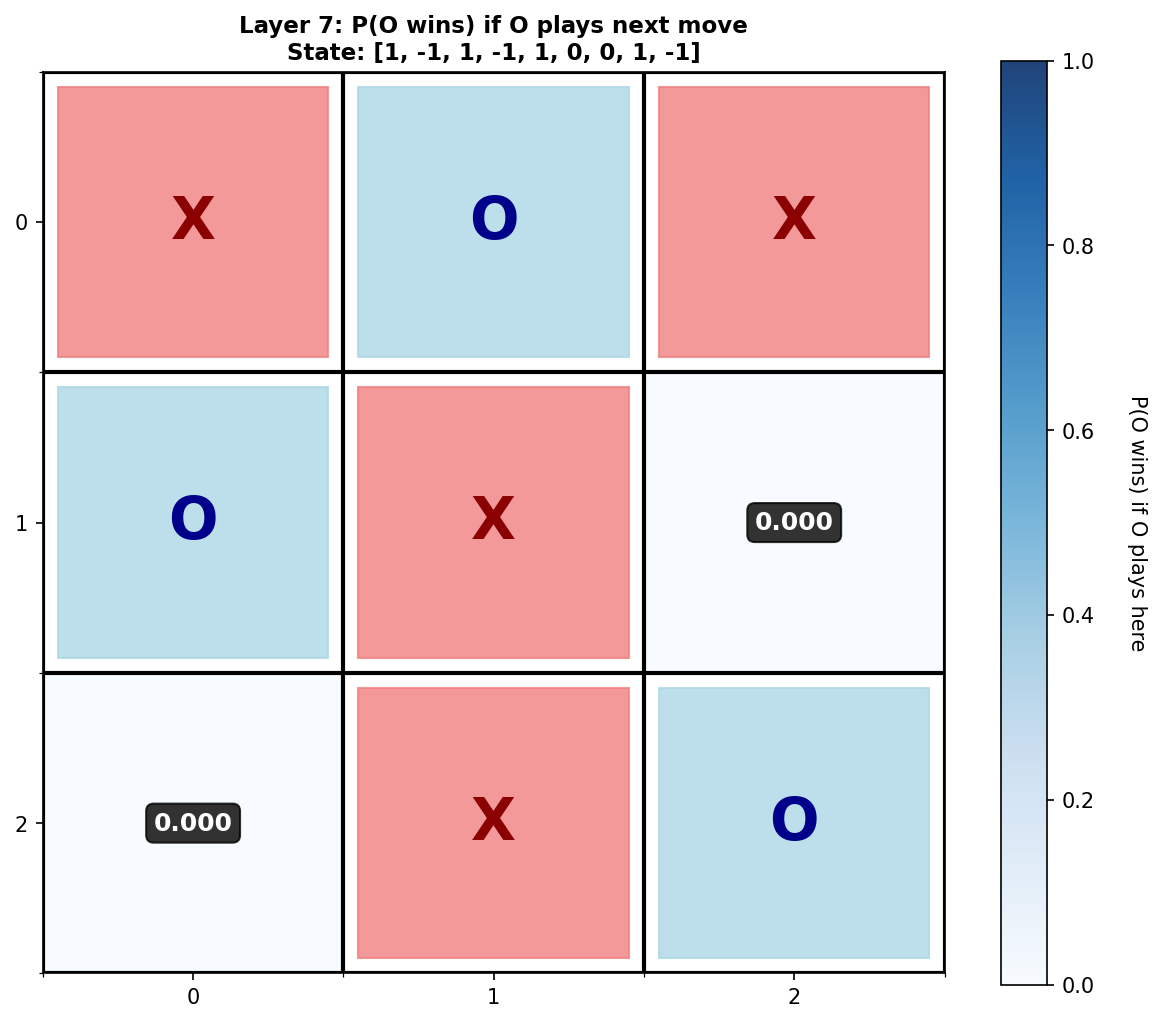 Layer 7: P(O wins) if O plays next move
State: [1, -1, 1, -1, 1, 0, 0, 1, -1]
X
O
X
0
O
X
0.000
1
0.000
X
O
2
0
1
2
1.0
0.8
0.6
0.4
0.2
0.0
P(O wins) if O plays here